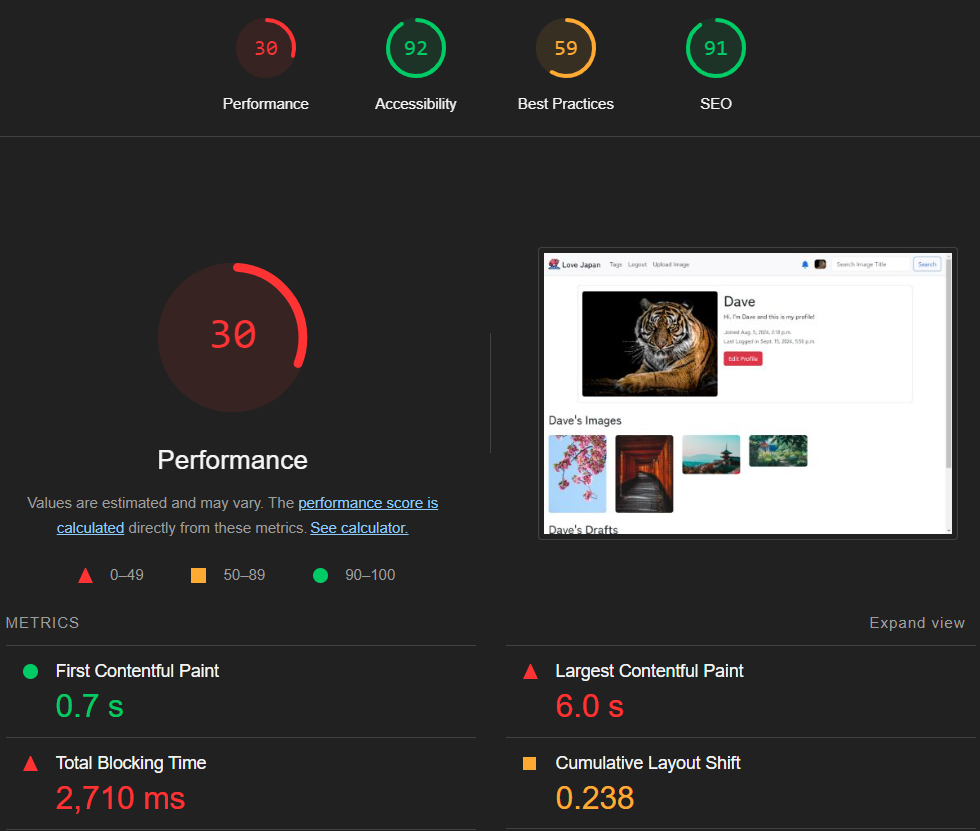 30
92
59
91
Performance
Accessibility
Best Practices
SEO
30
Performance
Values are estimated and may vary. The performance score is
calculated directly from these metrics. See calculator.
0–49
50–89
90–100
Love Japan
Tags
Logout
Upload Image
Search Image Title
Search
Dave
Hi, I'm Dave and this is my profile!
Joined Aug. 5, 2024, 2:18 p.m.
Last Logged in Sept. 15, 2024, 5:50 p.m.
Edit Profile
Dave's Images
Dave's Drafts
METRICS
Expand view
First Contentful Paint
0.7 s
Largest Contentful Paint
6.0 s
Total Blocking Time
2,710 ms
Cumulative Layout Shift
0.238